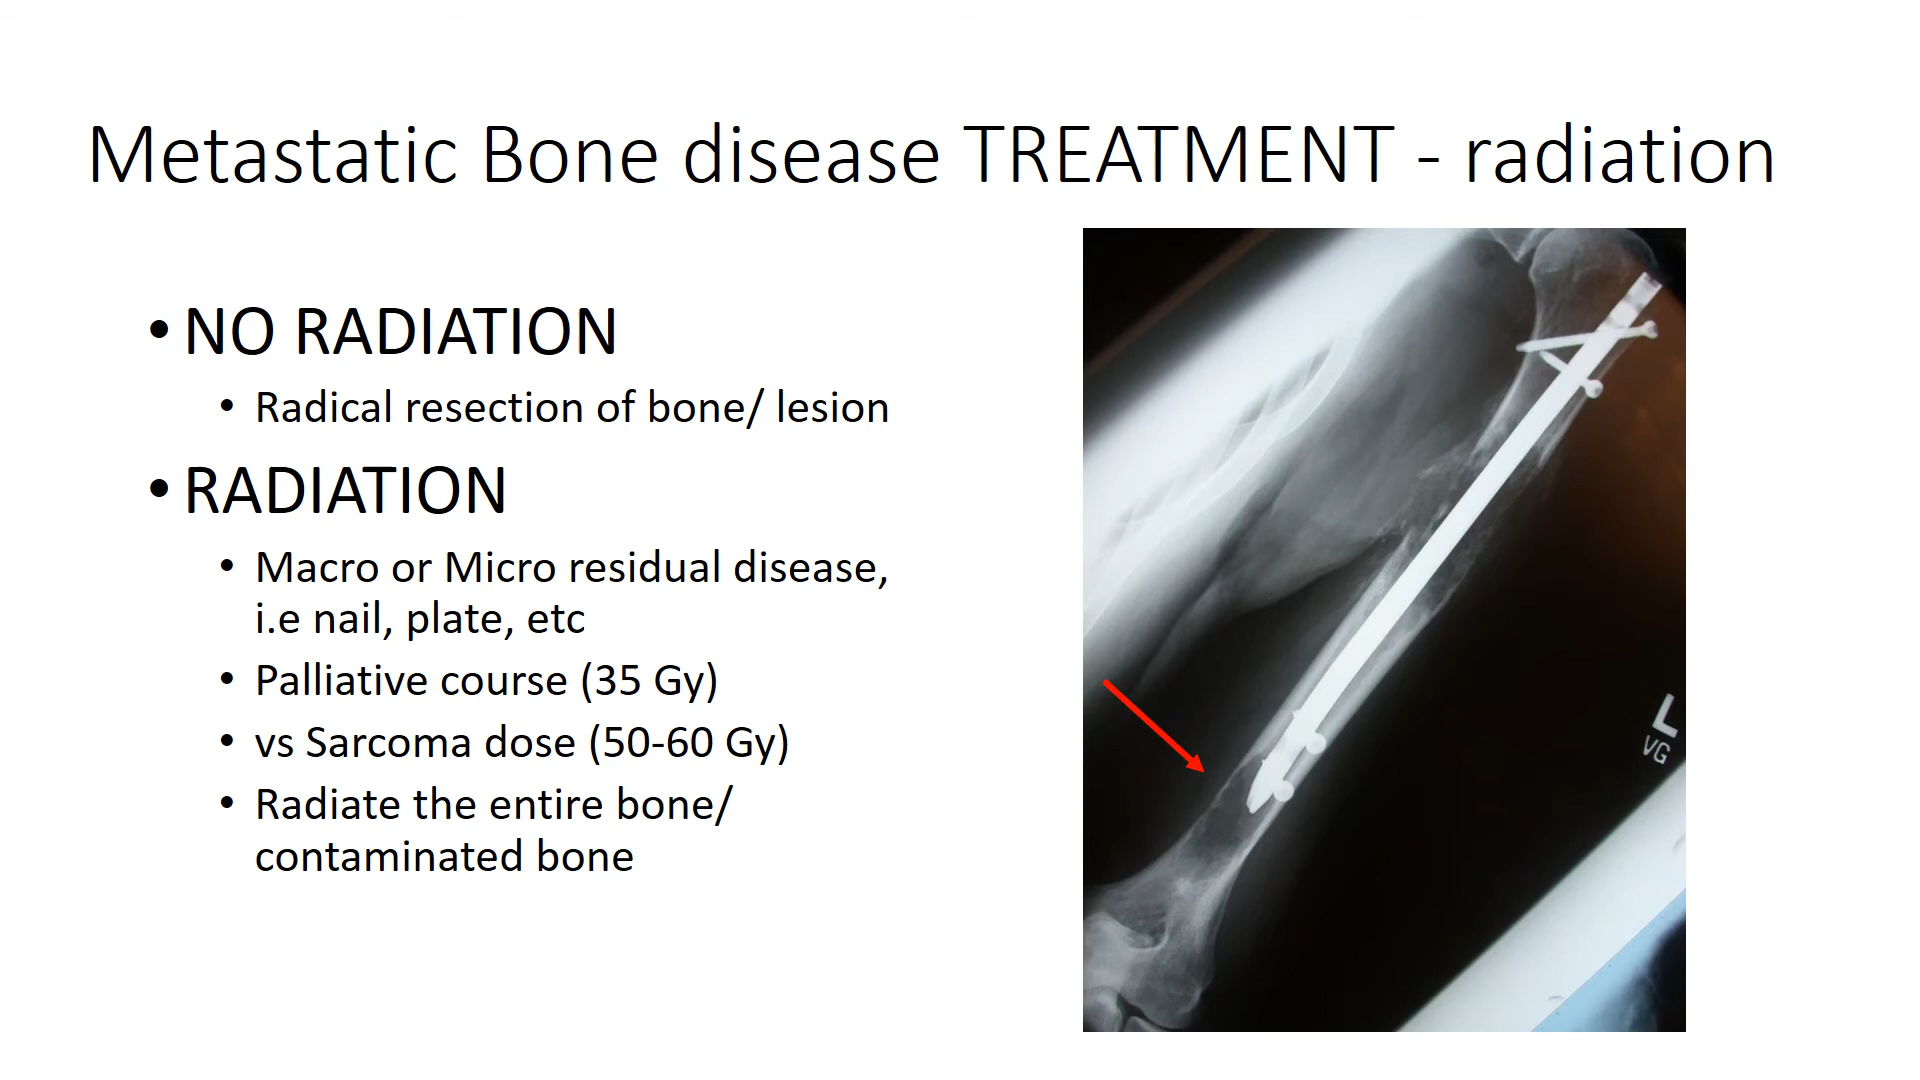 Metastatic Bone disease TREATMENT - radiation
• NO RADIATION
• Radical resection of bone/ lesion
• RADIATION
• Macro or Micro residual disease,
i.e nail, plate, etc
• Palliative course (35 Gy)
• vs Sarcoma dose (50-60 Gy)
• Radiate the entire bone/
contaminated bone
L
VG